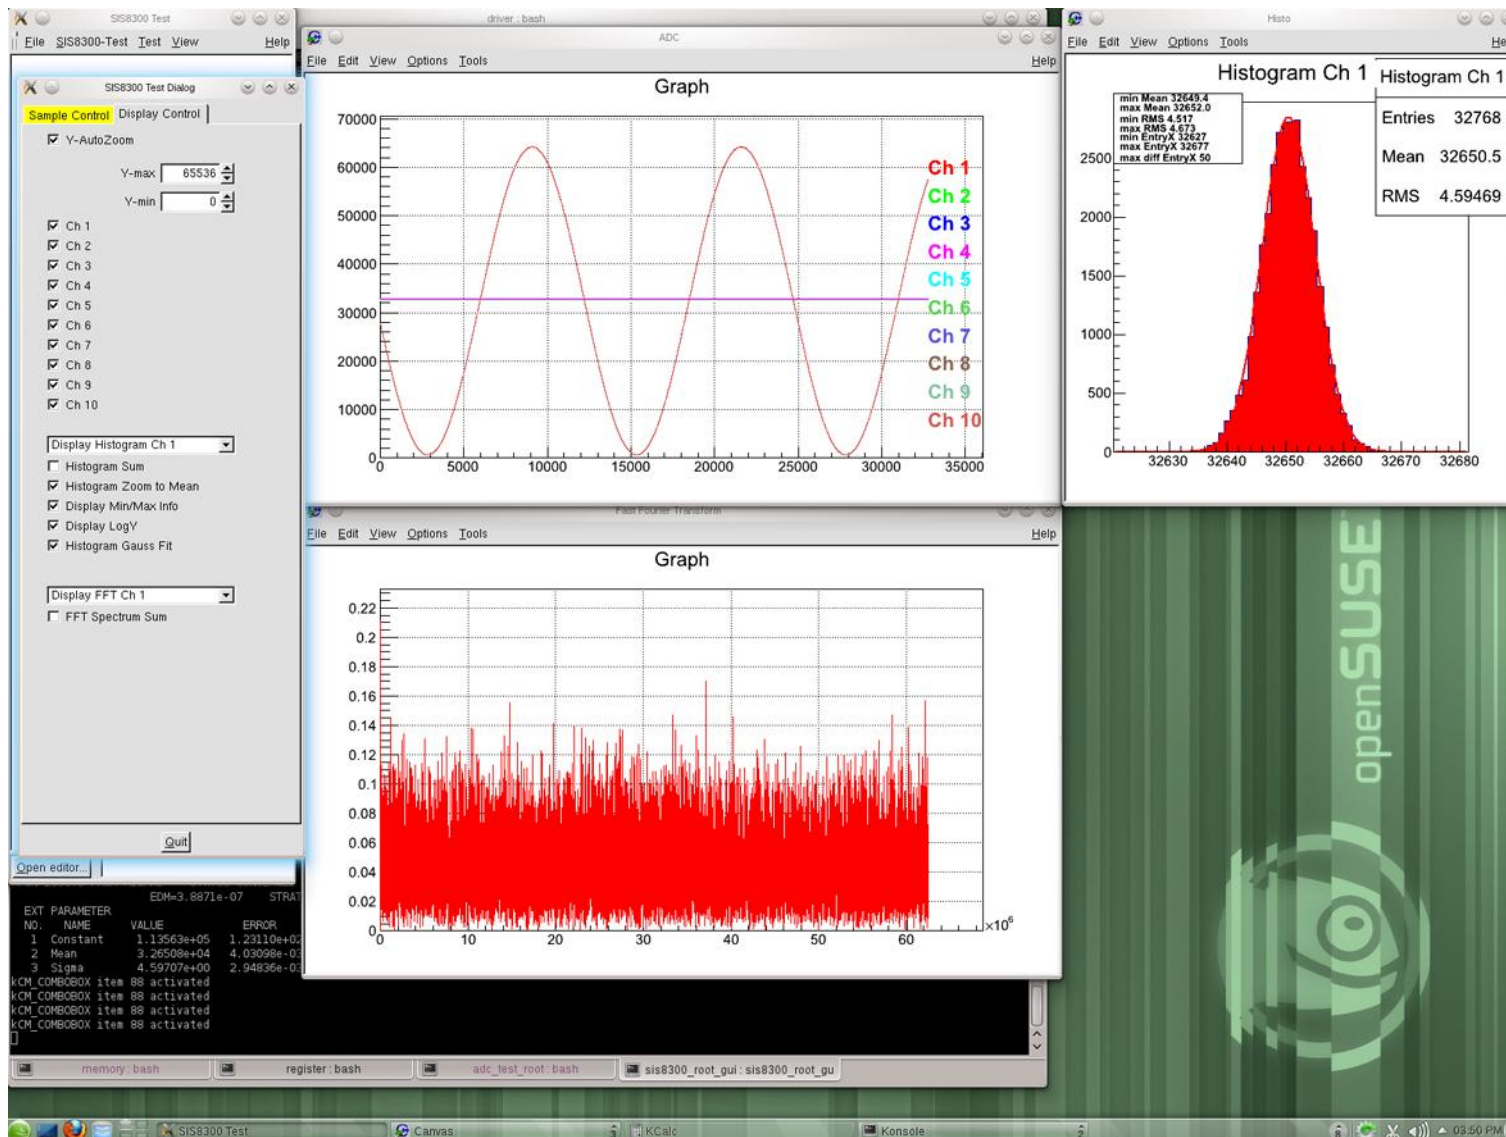 SIS8300 Test
File SIS8300-Test Test View Help
driver : bash
SIS8300 Test Dialog
Sample Control Display Control
Y-AutoZoom
Y-max 65536
Y-min 0
Ch 1
Ch 2
Ch 3
Ch 4
Ch 5
Ch 6
Ch 7
Ch 8
Ch 9
Ch 10
Display Histogram Ch 1
Histogram Sum
Histogram Zoom to Mean
Display Min/Max Info
Display LogY
Histogram Gauss Fit
Display FFT Ch 1
FFT Spectrum Sum
Quit
Open editor...
ADC
File Edit View Options Tools Help
Graph
70000
60000
50000
40000
30000
20000
10000
0
0 5000 10000 15000 20000 25000 30000 35000
Ch 1
Ch 2
Ch 3
Ch 4
Ch 5
Ch 6
Ch 7
Ch 8
Ch 9
Ch 10
Histo
File Edit View Options Tools
Histogram Ch 1
min Mean 32649.4
max Mean 32652.0
min RMS 4.517
max RMS 4.673
min EntryX 32627
max EntryX 32677
max diff EntryX 50
Histogram Ch 1
Entries 32768
Mean 32650.5
RMS 4.59469
2500
2000
1500
1000
500
0
32630 32640 32650 32660 32670 32680
Fast Fourier Transform
File Edit View Options Tools Help
Graph
0.22
0.2
0.18
0.16
0.14
0.12
0.1
0.08
0.06
0.04
0.02
0
0 10 20 30 40 50 60
×10⁶
EDM=3.8871e-07 STRAT
EXT PARAMETER
NO. NAME VALUE ERROR
1 Constant 1.13563e+05 1.23110e+02
2 Mean 3.26508e+04 4.03098e-03
3 Sigma 4.59707e+00 2.94836e-03
kCM_COMBOBOX item 88 activated
kCM_COMBOBOX item 88 activated
kCM_COMBOBOX item 88 activated
kCM_COMBOBOX item 88 activated
memory : bash register : bash adc_test_root : bash sis8300_root_gui : sis8300_root_gu
openSUSE
SIS8300 Test Canvas KCalc Konsole 03:50 PM